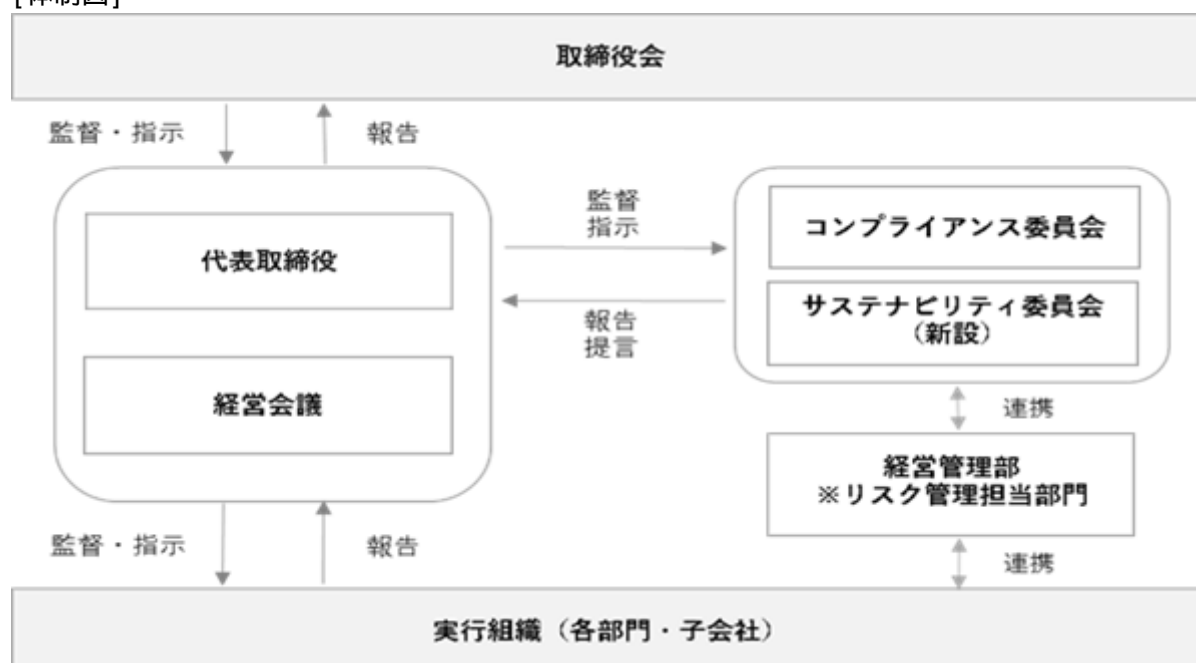 [体制図]
取締役会
監督・指示
報告
代表取締役
経営会議
監督
指示
報告
提言
コンプライアンス委員会
サステナビリティ委員会
（新設）
連携
経営管理部
※リスク管理担当部門
監督・指示
報告
連携
実行組織（各部門・子会社）